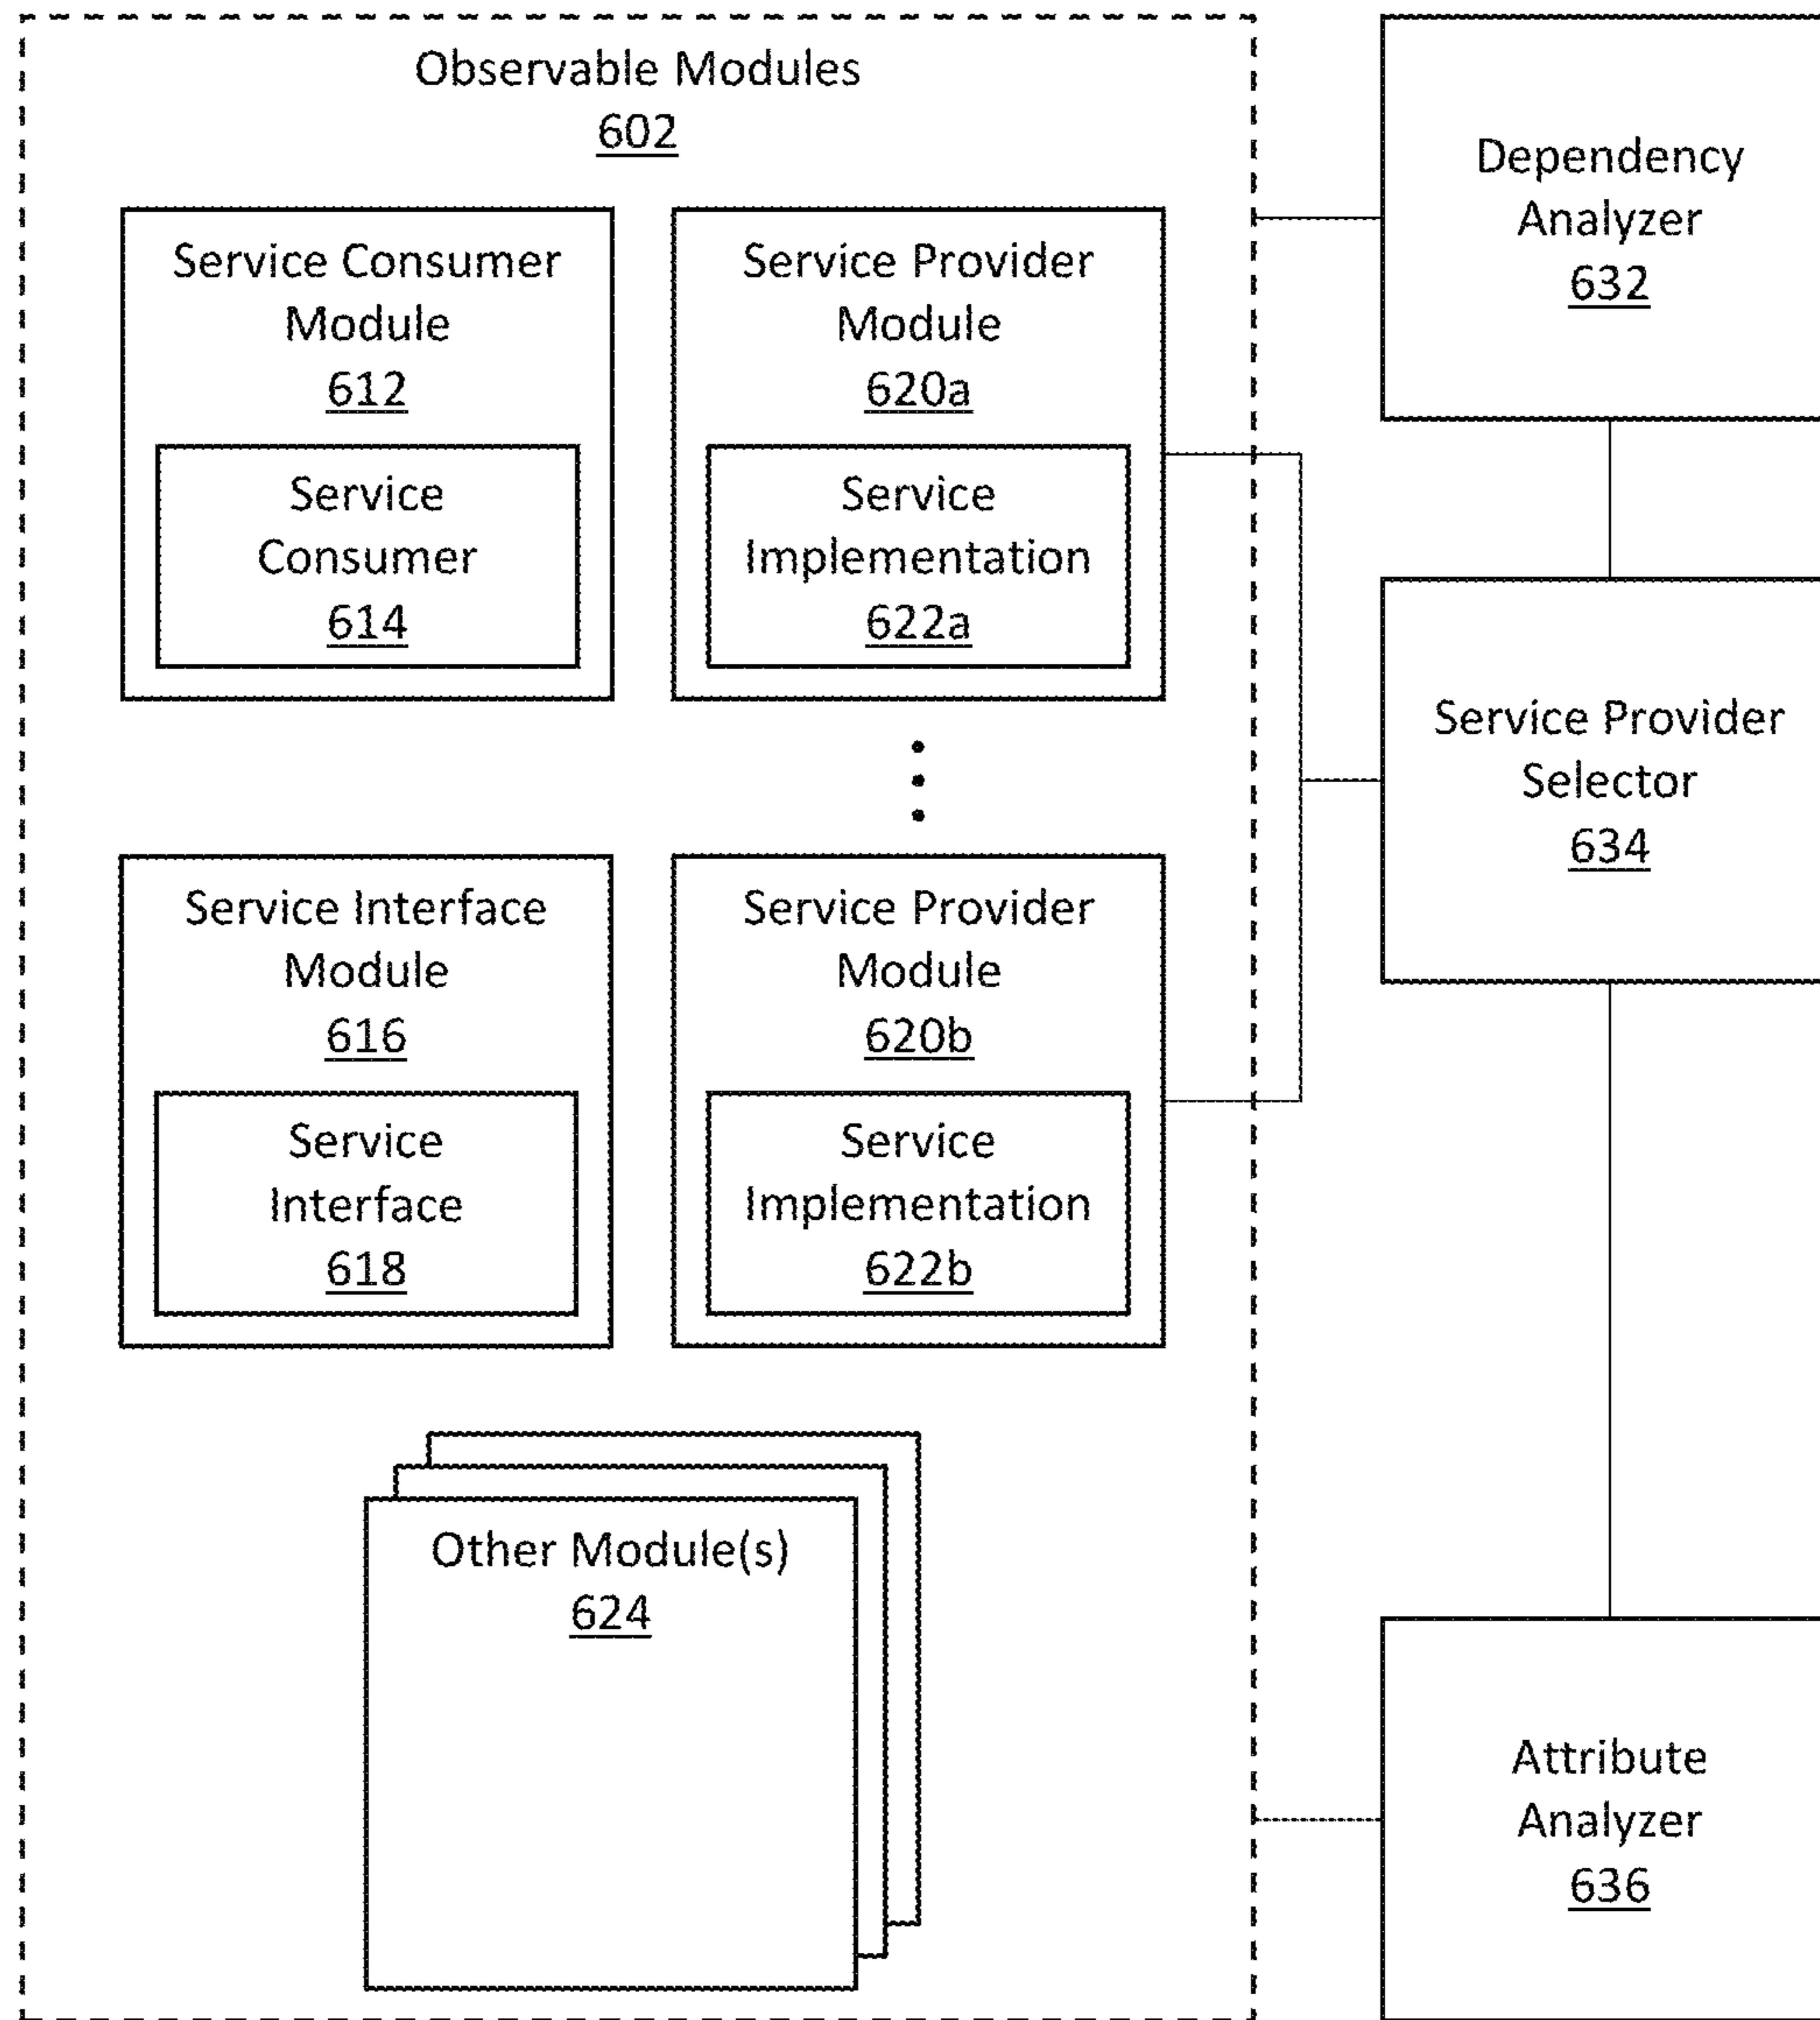 Observable Modules
602
Service Consumer
Module
612
Service
Consumer
614
Service Provider
Module
620a
Service
Implementation
622a
Service Interface
Module
616
Service
Interface
618
Service Provider
Module
620b
Service
Implementation
622b
Other Module(s)
624
Dependency
Analyzer
632
Service Provider
Selector
634
Attribute
Analyzer
636